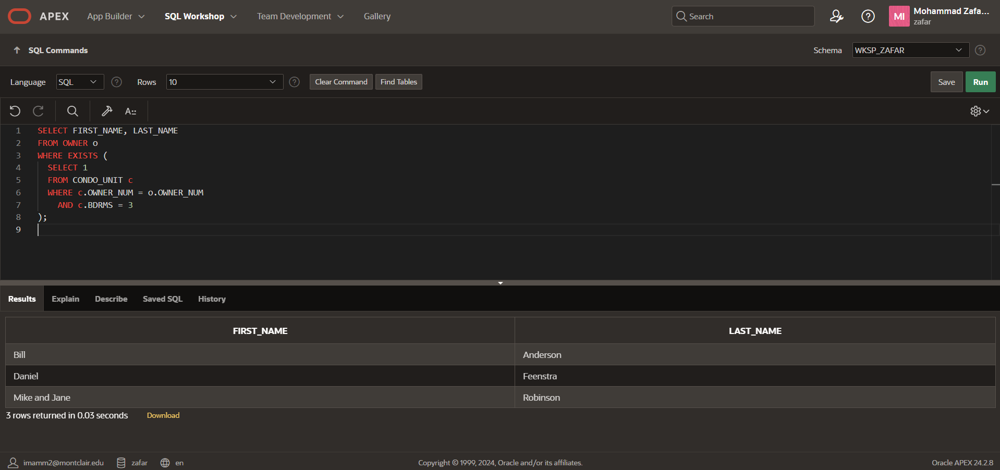 APEX App Builder SQL Workshop Team Development Gallery Search MI Mohammad Zafa...
zafar
SQL Commands Schema WKSP_ZAFAR
Language SQL Rows 10 Clear Command Find Tables Save Run
A
1 SELECT FIRST_NAME, LAST_NAME
2 FROM OWNER o
3 WHERE EXISTS (
4 SELECT 1
5 FROM CONDO_UNIT c
6 WHERE c.OWNER_NUM = o.OWNER_NUM
7 AND c.BDRMS = 3
8 );
9
Results Explain Describe Saved SQL History
FIRST_NAME LAST_NAME
Bill Anderson
Daniel Feenstra
Mike and Jane Robinson
3 rows returned in 0.03 seconds Download
imamm2@montclair.edu zafar en Copyright © 1999, 2024, Oracle and/or its affiliates. Oracle APEX 24.2.8